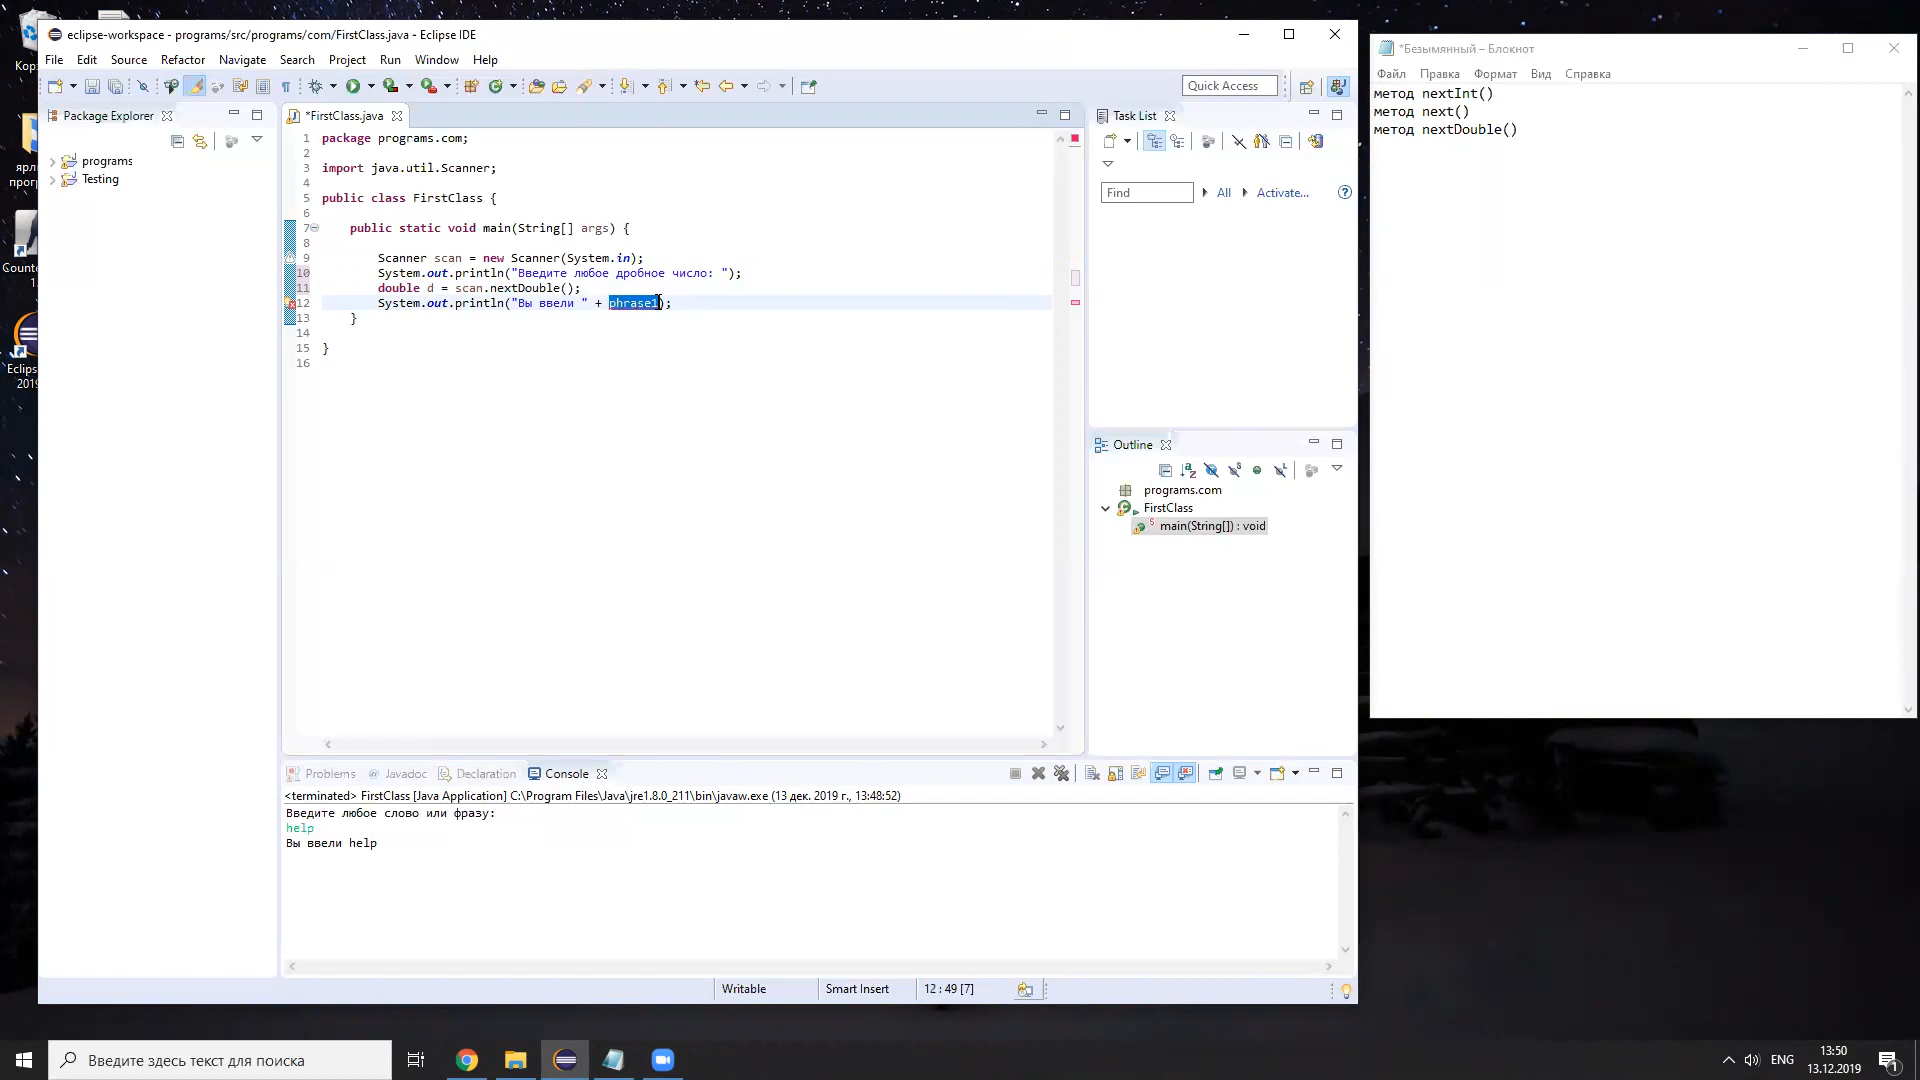 eclipse-workspace - programs/src/programs/com/FirstClass.java - Eclipse IDE
File Edit Source Refactor Navigate Search Project Run Window Help
Quick Access
Package Explorer
programs
Testing
*FirstClass.java
1 package programs.com;
2
3 import java.util.Scanner;
4
5 public class FirstClass {
6
7 public static void main(String[] args) {
8
9 Scanner scan = new Scanner(System.in);
10 System.out.println("Введите любое дробное число: ");
11 double d = scan.nextDouble();
12 System.out.println("Вы ввели " + phrase1);
13 }
14
15 }
16
Task List
Find All Activate...
Outline
programs.com
FirstClass
main(String[]) : void
Problems Javadoc Declaration Console
<terminated> FirstClass [Java Application] C:\Program Files\Java\jre1.8.0_211\bin\javaw.exe (13 дек. 2019 г., 13:48:52)
Введите любое слово или фразу:
help
Вы ввели help
Writable Smart Insert 12 : 49 [7]
*Безымянный – Блокнот
Файл Правка Формат Вид Справка
метод nextInt()
метод next()
метод nextDouble()
Eclipse
2019
Введите здесь текст для поиска
ENG
13:50
13.12.2019
1